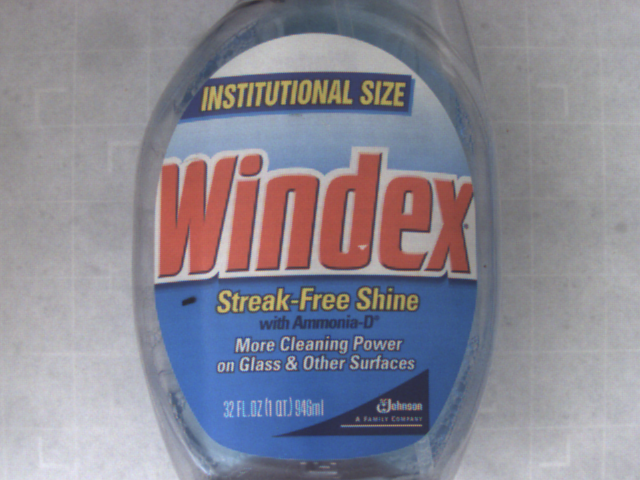 INSTITUTIONAL SIZE
Windex
Streak-Free Shine
with Ammonia-D®
More Cleaning Power
on Glass & Other Surfaces
32 FL.OZ (1 QT.) 946ml
Johnson
A FAMILY COMPANY